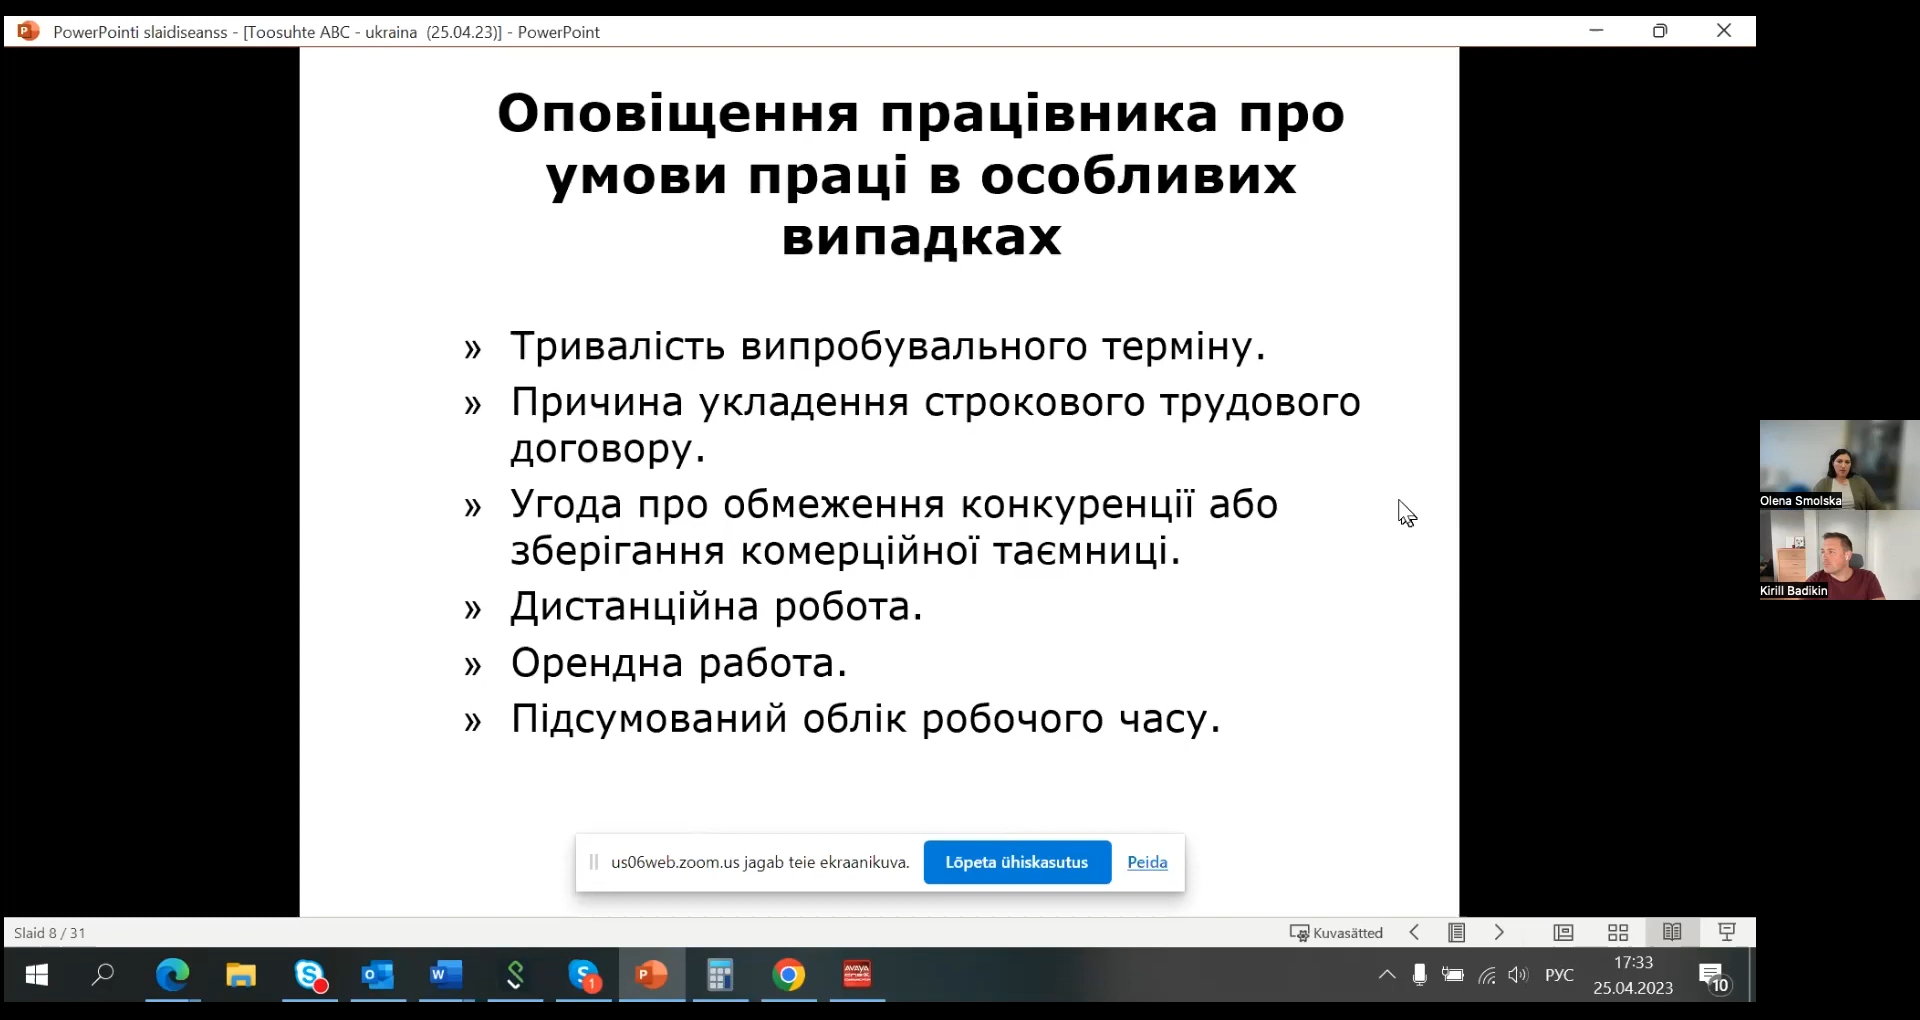 PowerPointi slaidiseanss - [Toosuhte ABC - ukraina (25.04.23)] - PowerPoint
Оповіщення працівника про
умови праці в особливих
випадках
» Тривалість випробувального терміну.
» Причина укладення строкового трудового
договору.
» Угода про обмеження конкуренції або
зберігання комерційної таємниці.
» Дистанційна робота.
» Орендна работа.
» Підсумований облік робочого часу.
Olena Smolska
Kirill Badikin
us06web.zoom.us jagab teie ekraanikuva.
Lõpeta ühiskasutus
Peida
Slaid 8 / 31
Kuvasätted
РУС
17:33
25.04.2023
10
1
AVAYA